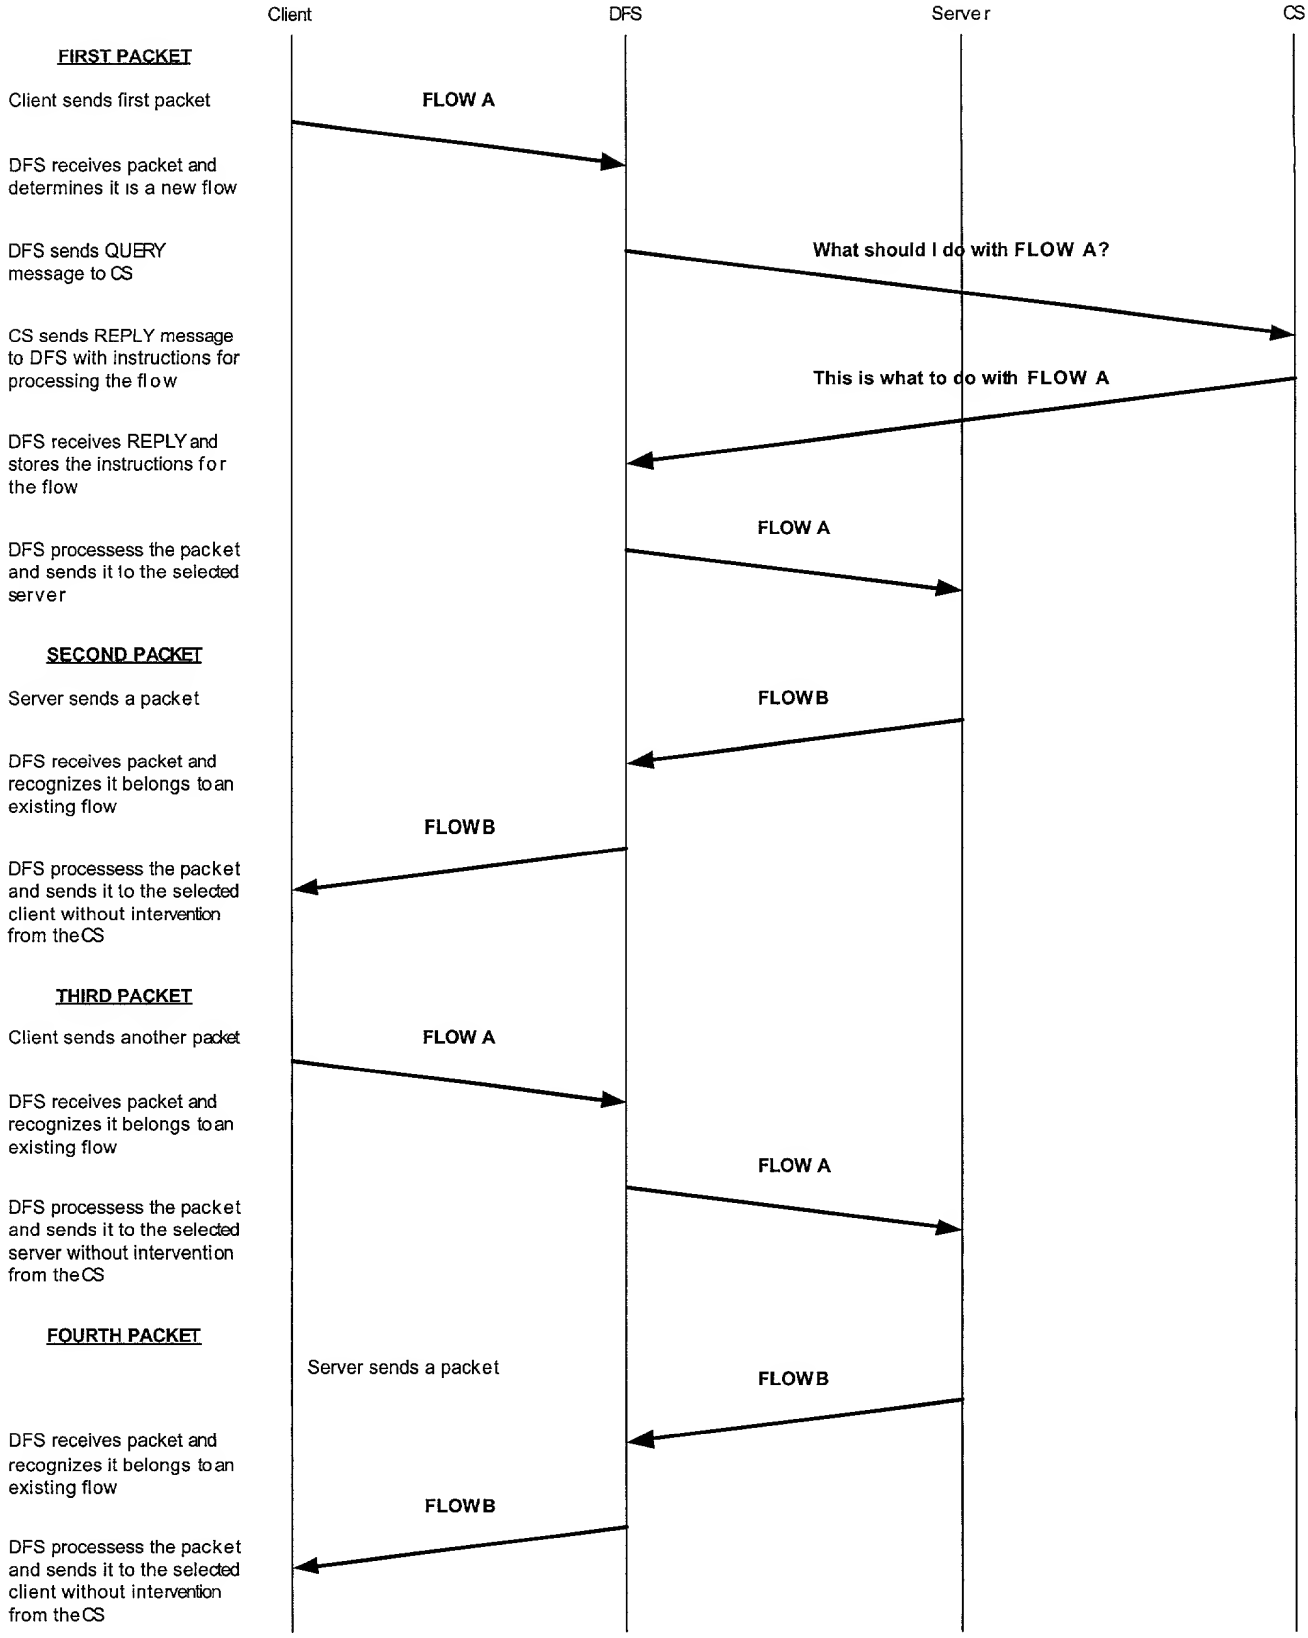 Client DFS Server CS
FIRST PACKET
Client sends first packet
FLOW A
DFS receives packet and
determines it is a new flow
DFS sends QUERY
message to CS
What should I do with FLOW A?
CS sends REPLY message
to DFS with instructions for
processing the flow
This is what to do with FLOW A
DFS receives REPLY and
stores the instructions for
the flow
FLOW A
DFS processess the packet
and sends it to the selected
server
SECOND PACKET
Server sends a packet
FLOW B
DFS receives packet and
recognizes it belongs to an
existing flow
FLOW B
DFS processess the packet
and sends it to the selected
client without intervention
from the CS
THIRD PACKET
Client sends another packet
FLOW A
DFS receives packet and
recognizes it belongs to an
existing flow
FLOW A
DFS processess the packet
and sends it to the selected
server without intervention
from the CS
FOURTH PACKET
Server sends a packet
FLOW B
DFS receives packet and
recognizes it belongs to an
existing flow
FLOW B
DFS processess the packet
and sends it to the selected
client without intervention
from the CS